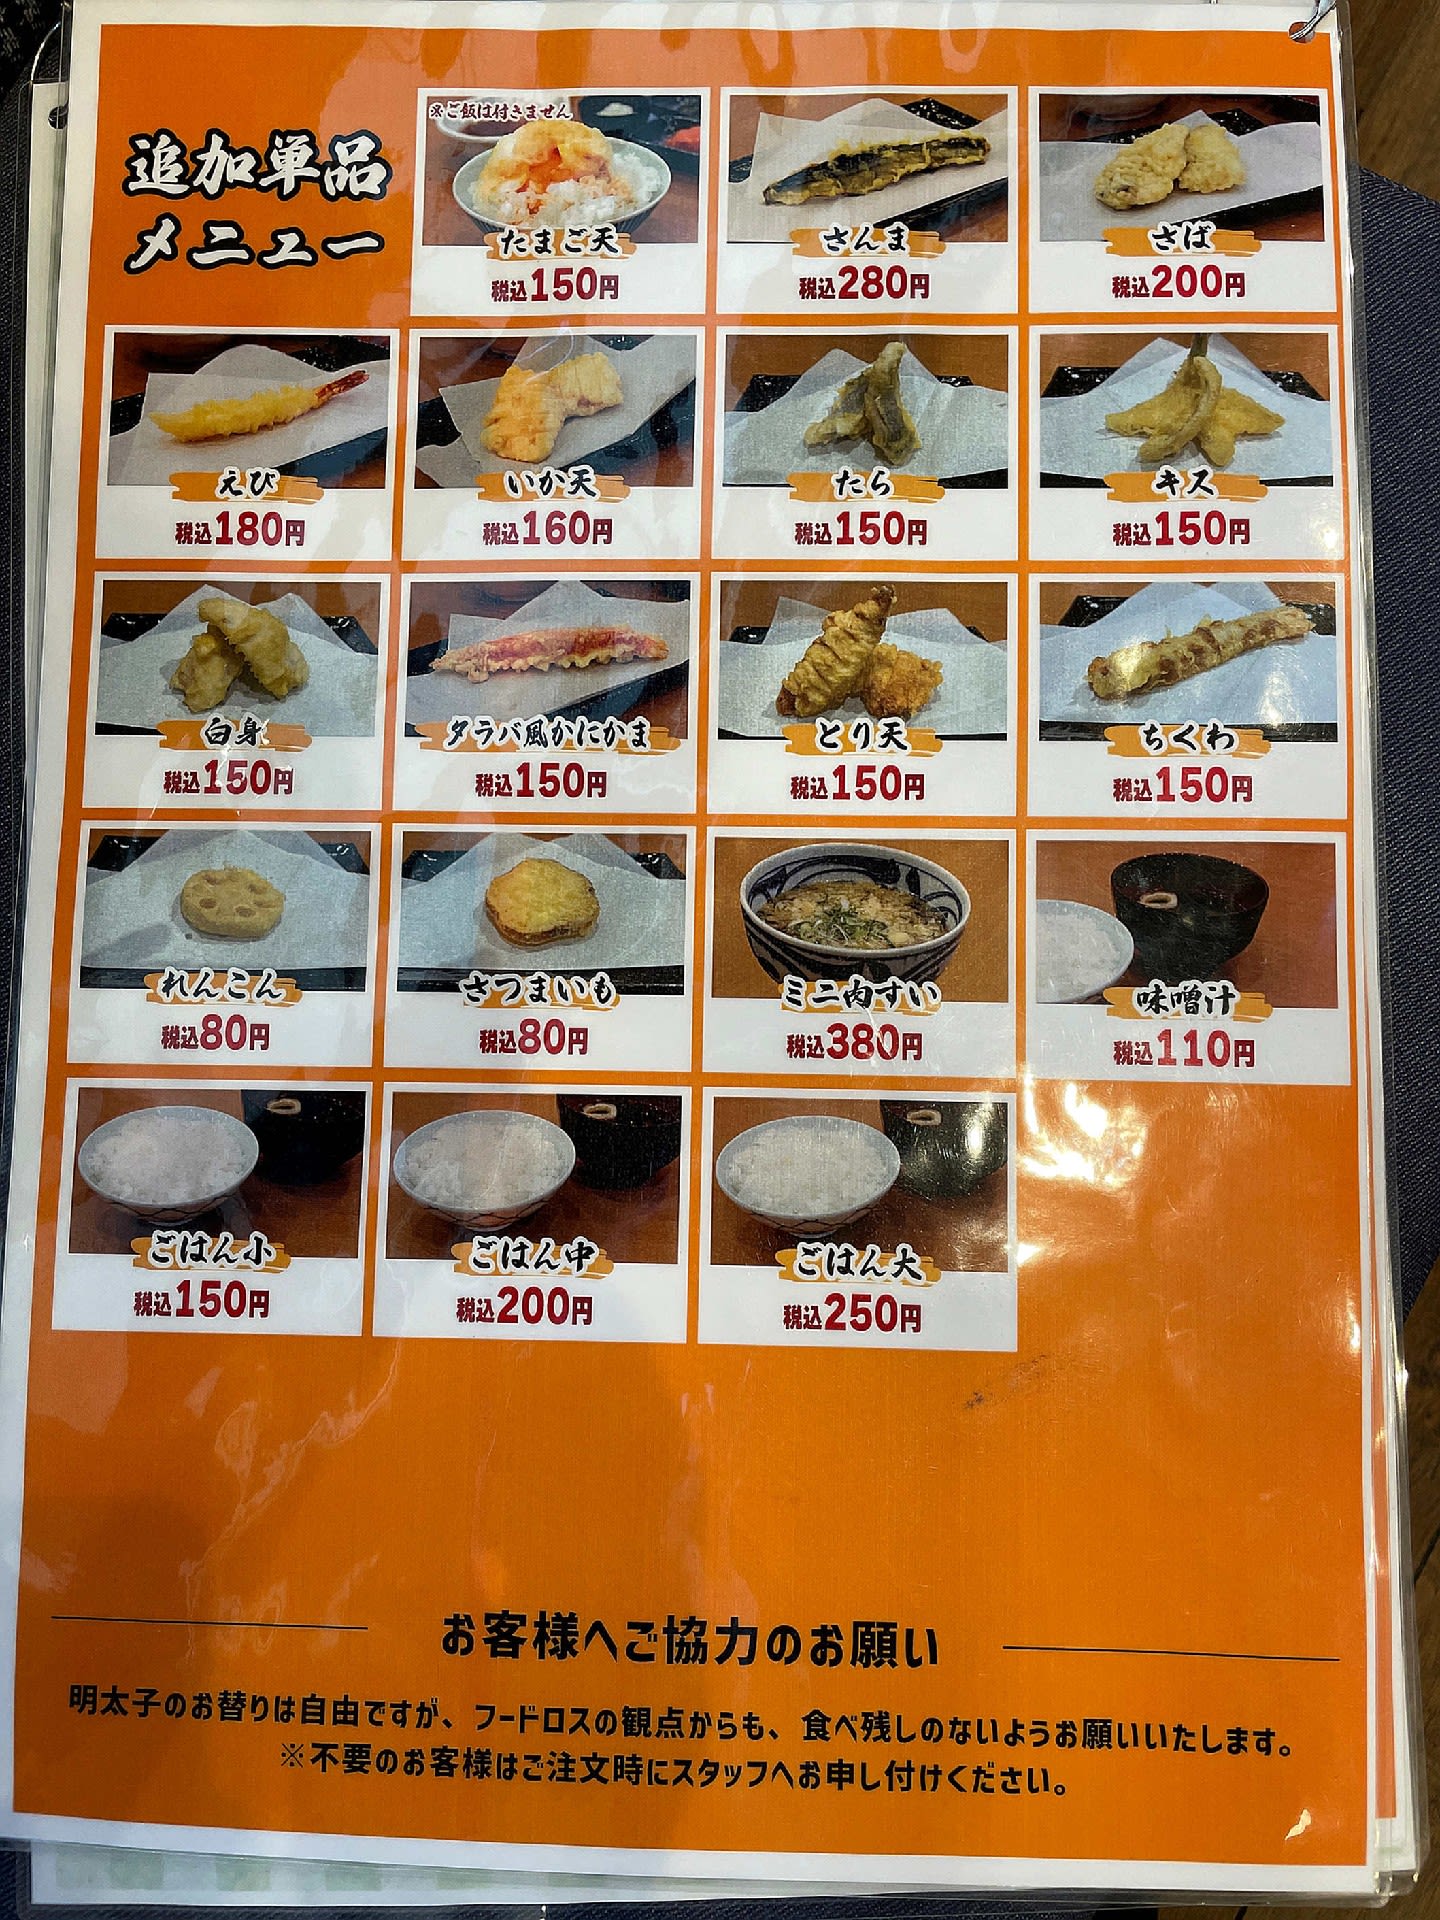 追加単品
メニュー
※ご飯は付きません
たまご天
税込150円
さんま
税込280円
さば
税込200円
えび
税込180円
いか天
税込160円
たら
税込150円
キス
税込150円
白身
税込150円
タラバ風かにかま
税込150円
とり天
税込150円
ちくわ
税込150円
れんこん
税込80円
さつまいも
税込80円
ミニ肉すい
税込380円
味噌汁
税込110円
ごはん小
税込150円
ごはん中
税込200円
ごはん大
税込250円
お客様へご協力のお願い
明太子のお替りは自由ですが、フードロスの観点からも、食べ残しのないようお願いいたします。
※不要のお客様はご注文時にスタッフへお申し付けください。